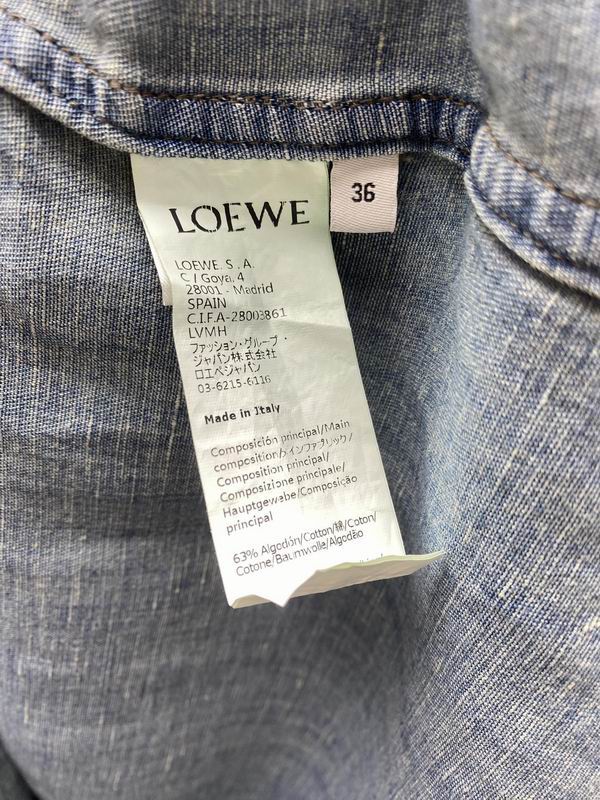 LOEWE
36
LOEWE. S. A.
C / Goya, 4
28001 - Madrid
SPAIN
C.I.F.A-28003861
LVMH
ファッション・グループ・
ジャパン株式会社
ロエベジャパン
03-6215-6116
Made in Italy
Composición principal/Main
composition/メインファブリック/
Composition principal/
Composizione principale/
Hauptgewebe/Composição
principal
63% Algodón/Cotton/綿/Coton/
Cotone/Baumwolle/Algodão